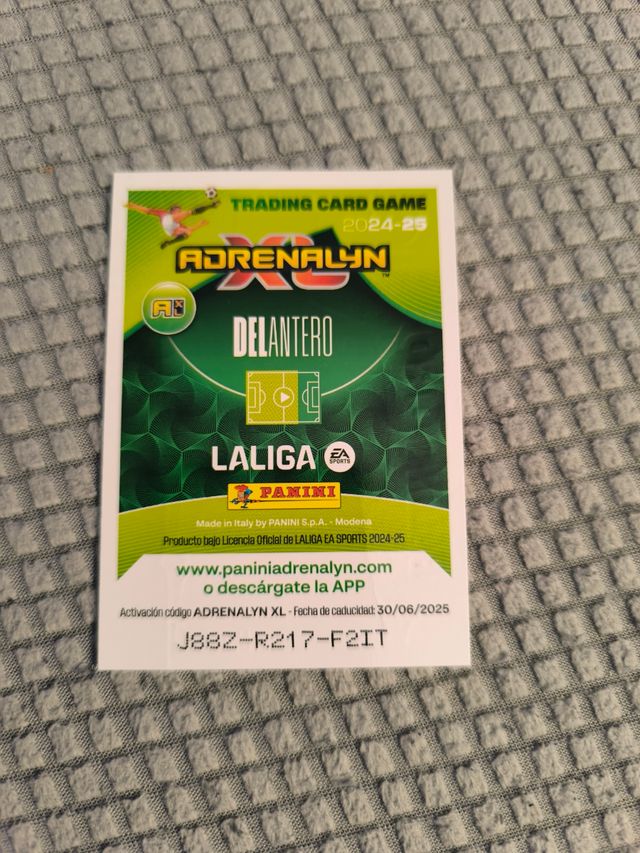 TRADING CARD GAME
2024-25
ADRENALYN
XL
TM
A XL
DELANTERO
LALIGA
EA
SPORTS
PANINI
Made in Italy by PANINI S.p.A. - Modena
Producto bajo Licencia Oficial de LALIGA EA SPORTS 2024-25
www.paniniadrenalyn.com
o descárgate la APP
Activación código ADRENALYN XL - Fecha de caducidad: 30/06/2025
J88Z-R217-F2IT